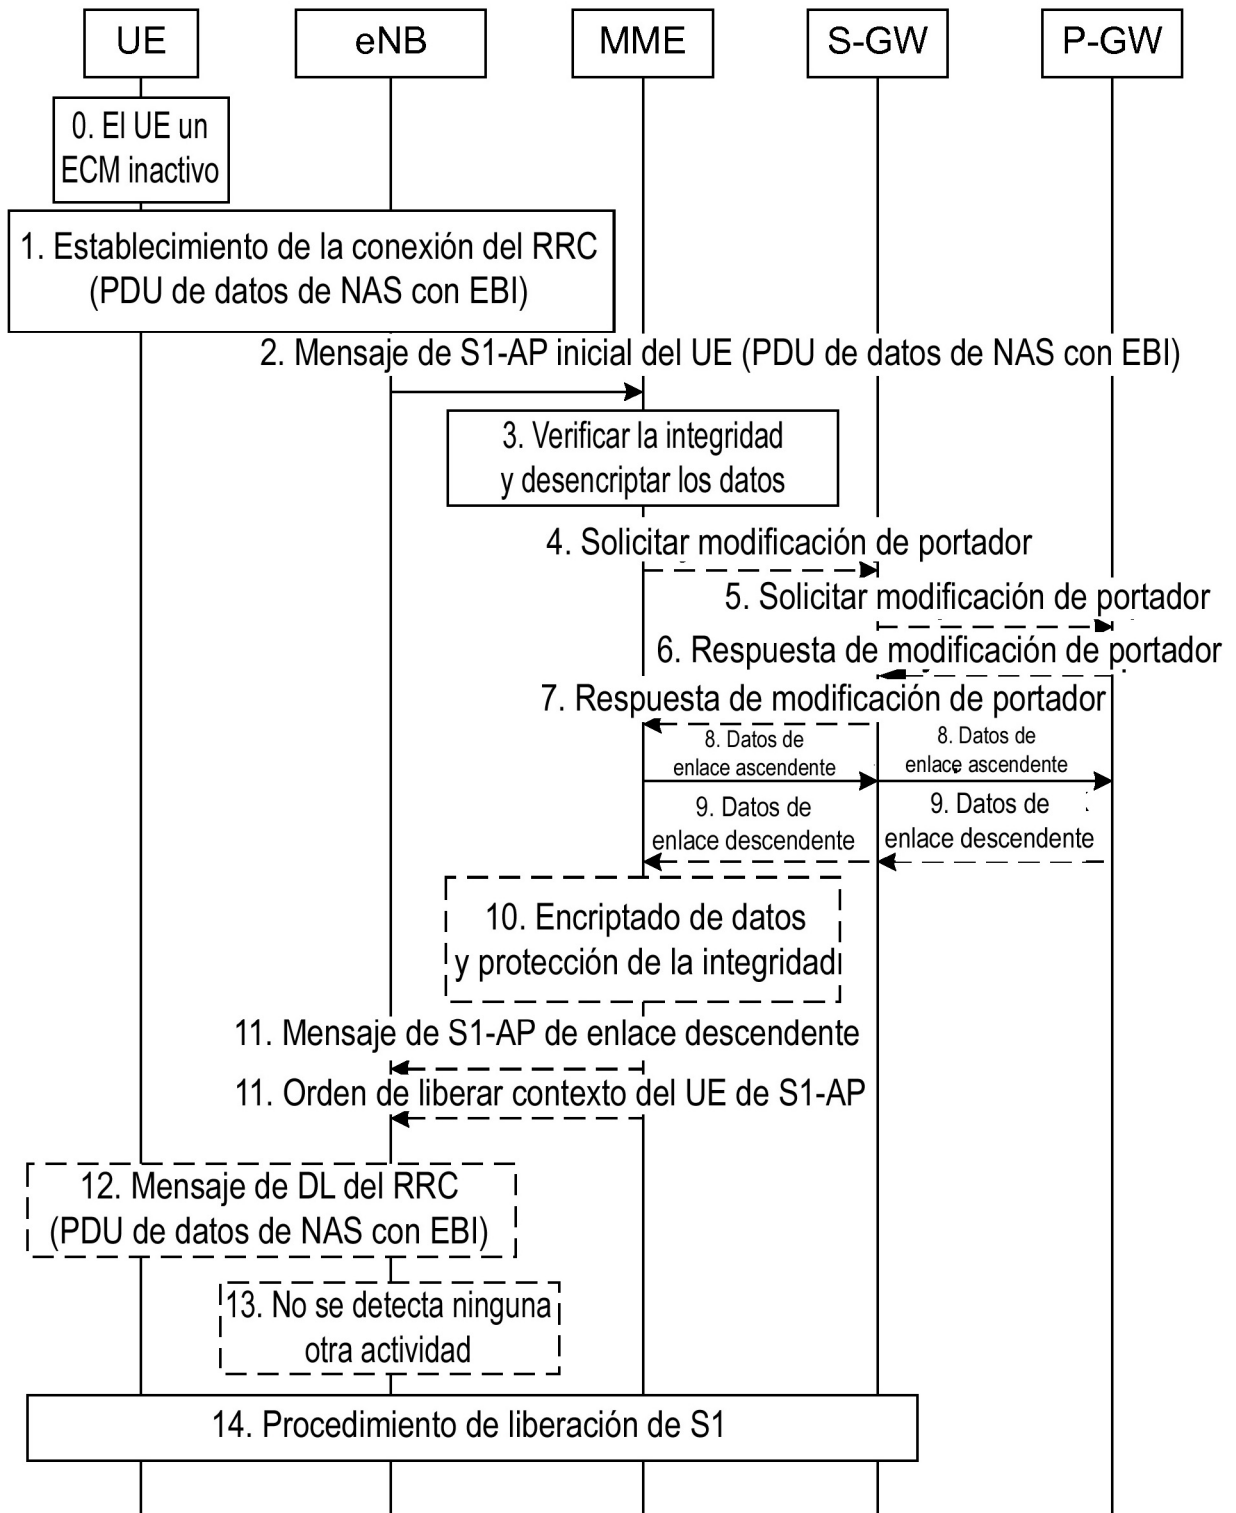 UE
eNB
MME
S-GW
P-GW
0. El UE un
ECM inactivo
1. Establecimiento de la conexión del RRC
(PDU de datos de NAS con EBI)
2. Mensaje de S1-AP inicial del UE (PDU de datos de NAS con EBI)
3. Verificar la integridad
y desencriptar los datos
4. Solicitar modificación de portador
5. Solicitar modificación de portador
6. Respuesta de modificación de portador
7. Respuesta de modificación de portador
8. Datos de
enlace ascendente
8. Datos de
enlace ascendente
9. Datos de
enlace descendente
9. Datos de
enlace descendente
10. Encriptado de datos
y protección de la integridad
11. Mensaje de S1-AP de enlace descendente
11. Orden de liberar contexto del UE de S1-AP
12. Mensaje de DL del RRC
(PDU de datos de NAS con EBI)
13. No se detecta ninguna
otra actividad
14. Procedimiento de liberación de S1